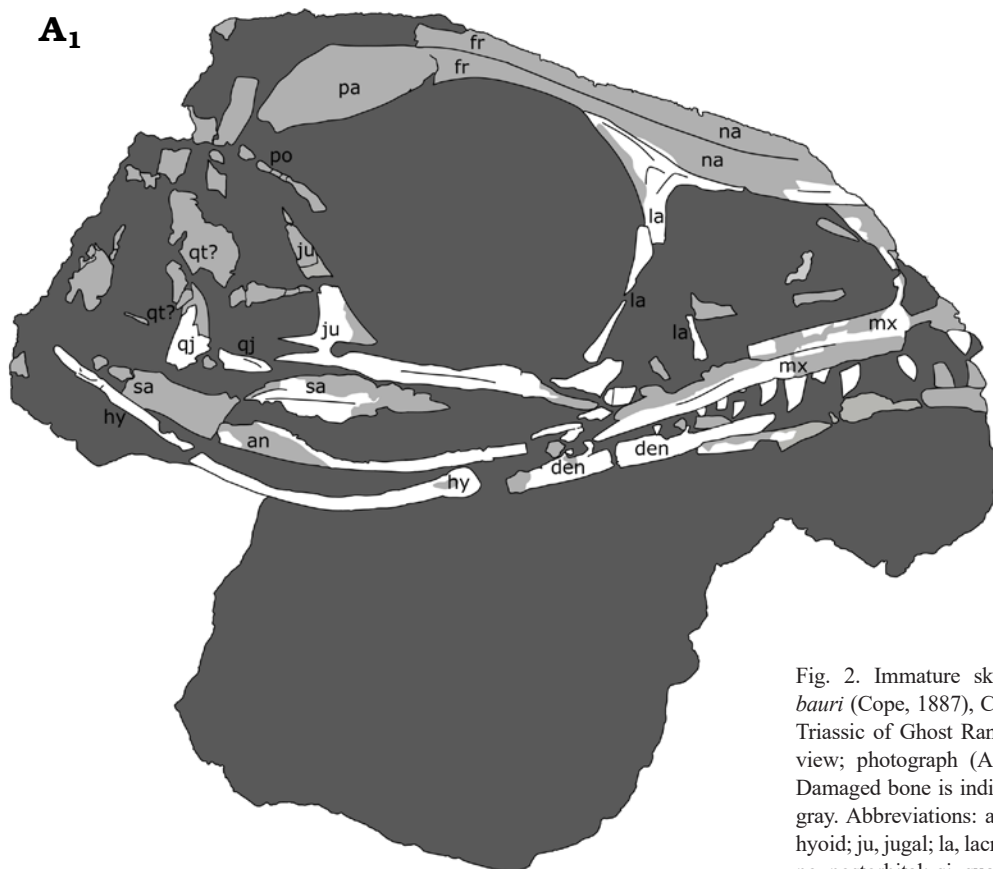 A1
fr
fr
pa
na
na
po
la
qt?
ju
la
qt?
ju
mx
la
qj
qj
mx
sa
sa
hy
an
den
den
hy
Fig. 2. Immature sk
bauri (Cope, 1887), C
Triassic of Ghost Ran
view; photograph (A
Damaged bone is indi
gray. Abbreviations: a
hyoid; ju, jugal; la, lacr